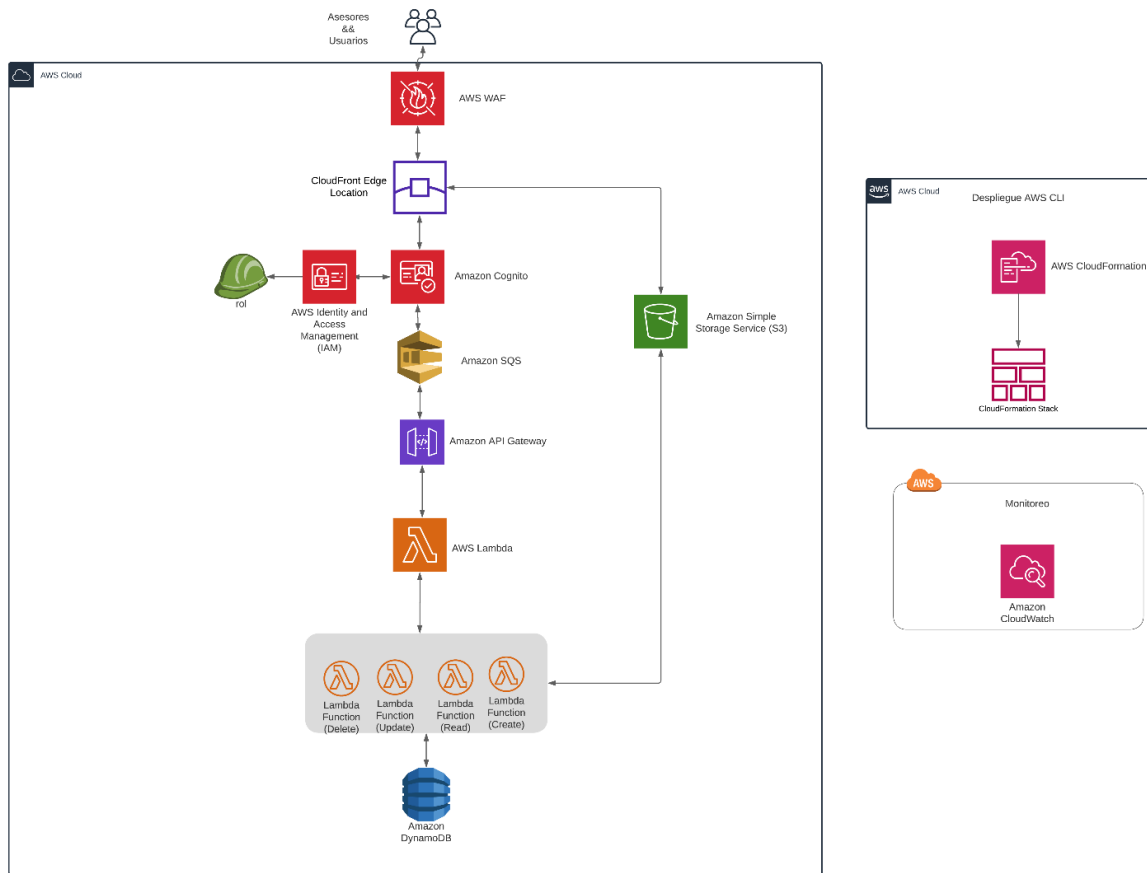 Asesores
&&
Usuarios
AWS Cloud
AWS WAF
CloudFront Edge
Location
Amazon Cognito
rol
AWS Identity and
Access
Management
(IAM)
Amazon SQS
Amazon Simple
Storage Service (S3)
Amazon API Gateway
AWS Lambda
Lambda
Function
(Delete)
Lambda
Function
(Update)
Lambda
Function
(Read)
Lambda
Function
(Create)
Amazon
DynamoDB
aws
AWS Cloud
Despliegue AWS CLI
AWS CloudFormation
CloudFormation Stack
AWS
Monitoreo
Amazon
CloudWatch